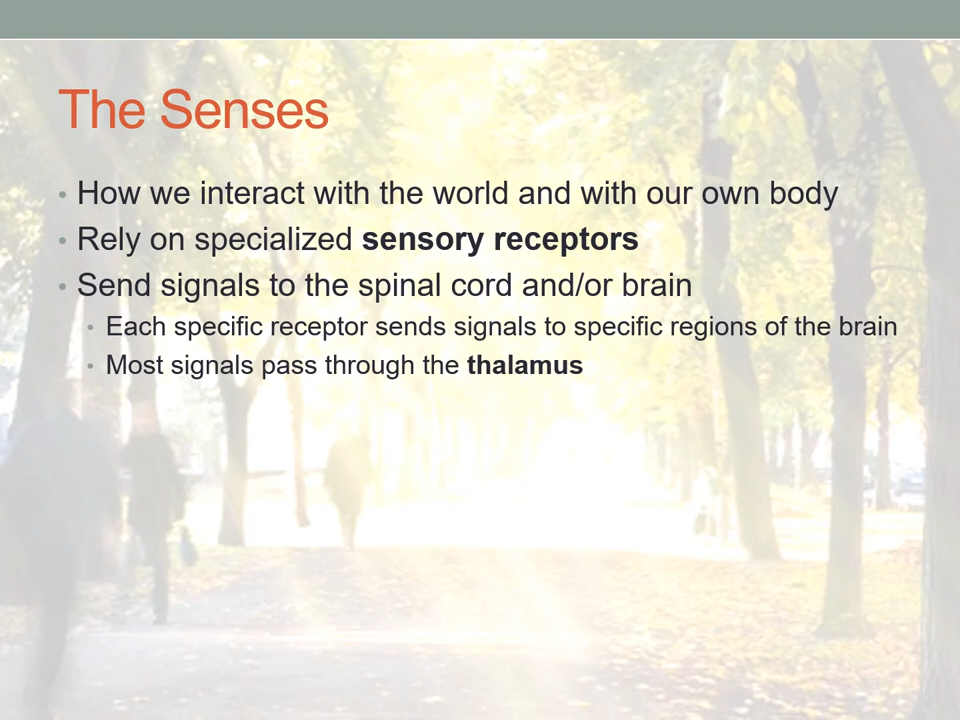 The Senses
• How we interact with the world and with our own body
• Rely on specialized sensory receptors
• Send signals to the spinal cord and/or brain
• Each specific receptor sends signals to specific regions of the brain
• Most signals pass through the thalamus